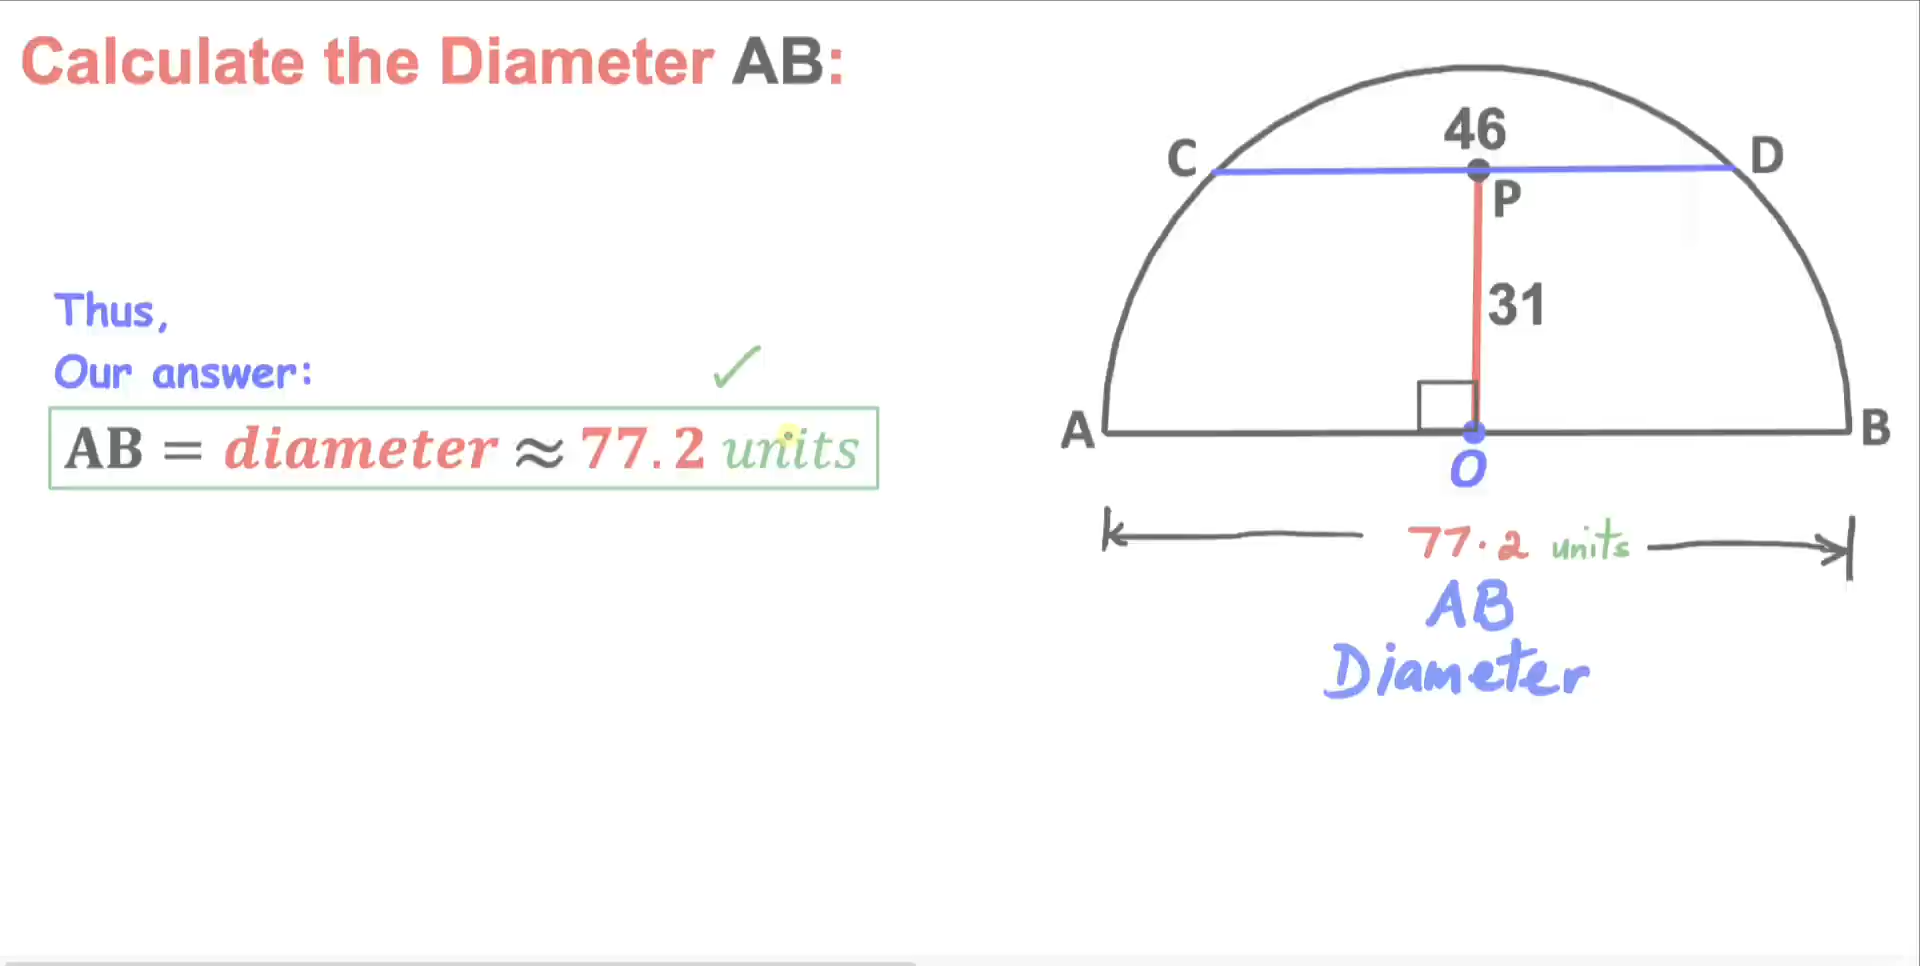 Calculate the Diameter AB:
Thus,
Our answer:
AB = diameter ≈ 77.2 units
46
C
D
P
31
A
B
O
77.2 units
AB
Diameter